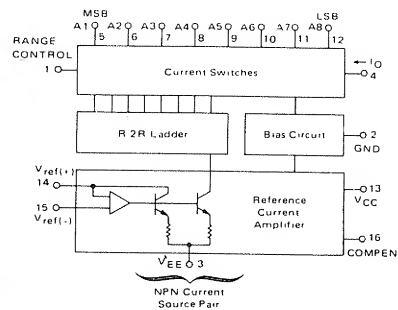 MSB LSB
A1 A2 A3 A4 A5 A6 A7 A8
5 6 7 8 9 10 11 12
RANGE
CONTROL
1
Current Switches
IO
4
R 2R Ladder
Bias Circuit
2
GND
Vref(+)
14
15
Vref(-)
Reference
Current
Amplifier
13
VCC
16
COMPEN
VEE 3
NPN Current
Source Pair